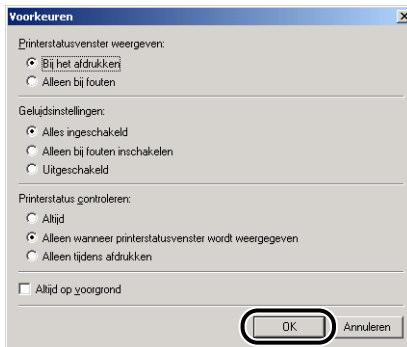 Voorkeuren
Printerstatusvenster weergeven:
Bij het afdrukken
Alleen bij fouten
Geluidsinstellingen:
Alles ingeschakeld
Alleen bij fouten inschakelen
Uitgeschakeld
Printerstatus controleren:
Altijd
Alleen wanneer printerstatusvenster wordt weergegeven
Alleen tijdens afdrukken
Altijd op voorgrond
OK Annuleren